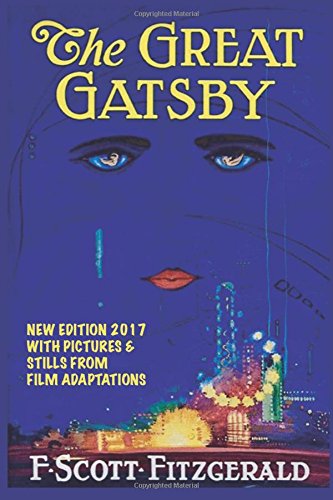 The GREAT
GATSBY
NEW EDITION 2017
WITH PICTURES &
STILLS FROM
FILM ADAPTATIONS
F·SCOTT·FITZGERALD